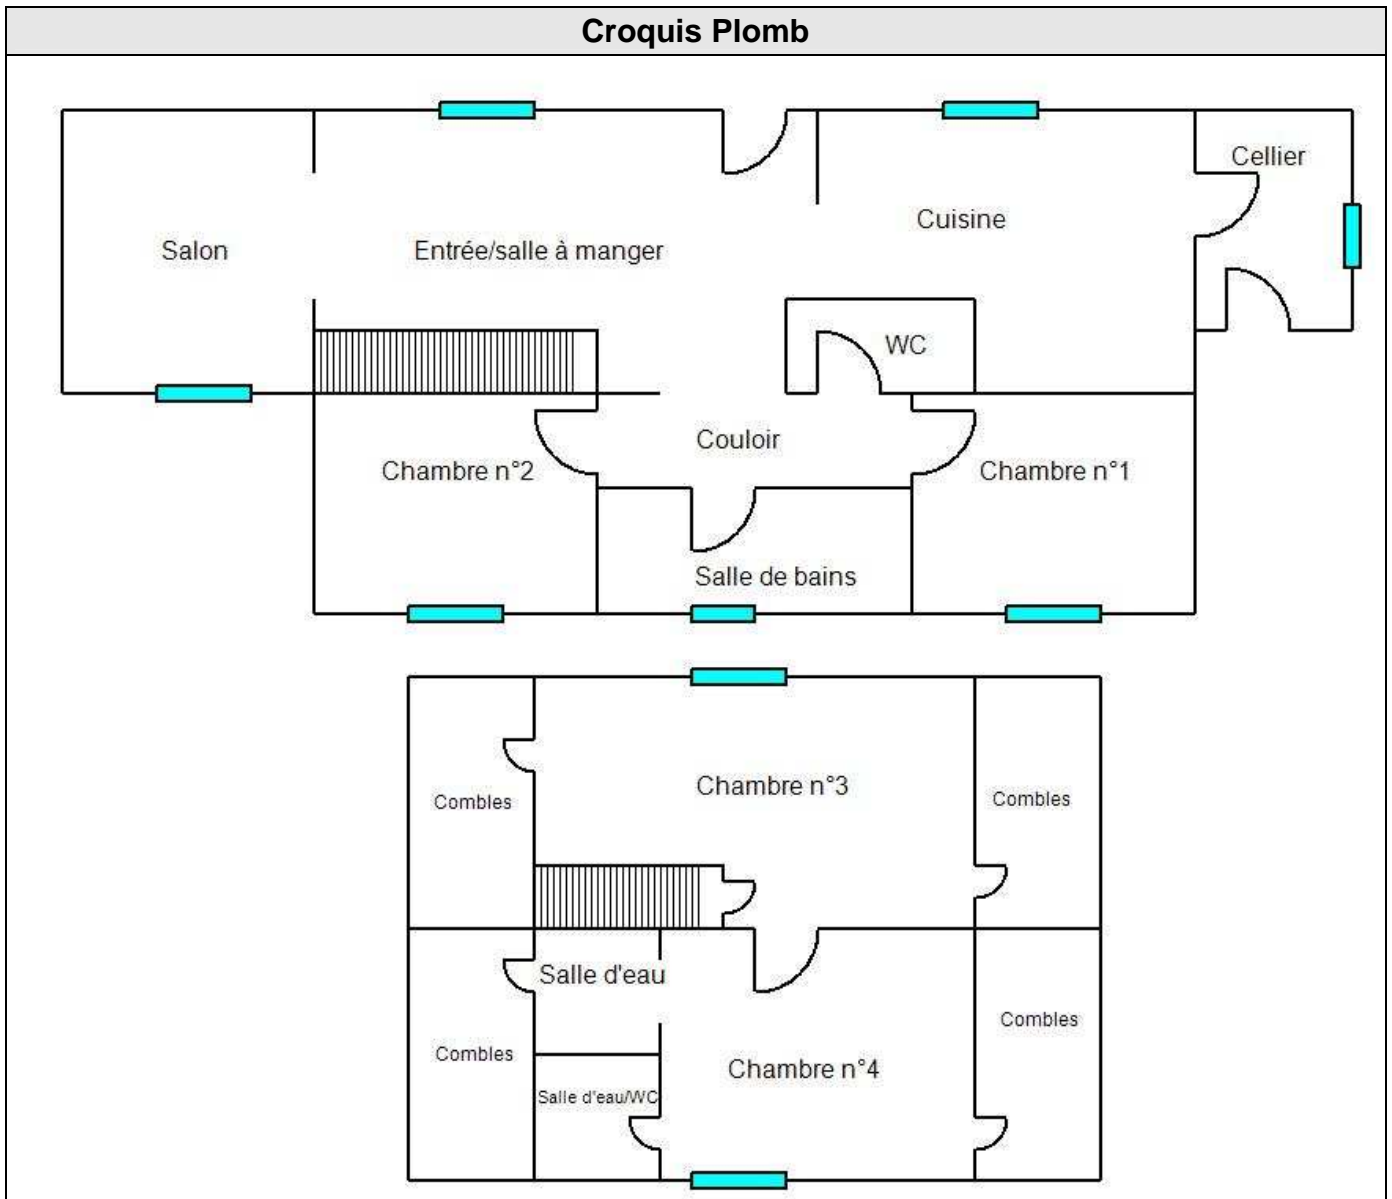 Croquis Plomb
Cellier
Cuisine
Salon
Entrée/salle à manger
WC
Couloir
Chambre n°2
Chambre n°1
Salle de bains
Chambre n°3
Combles
Combles
Salle d'eau
Combles
Combles
Chambre n°4
Salle d'eau/WC